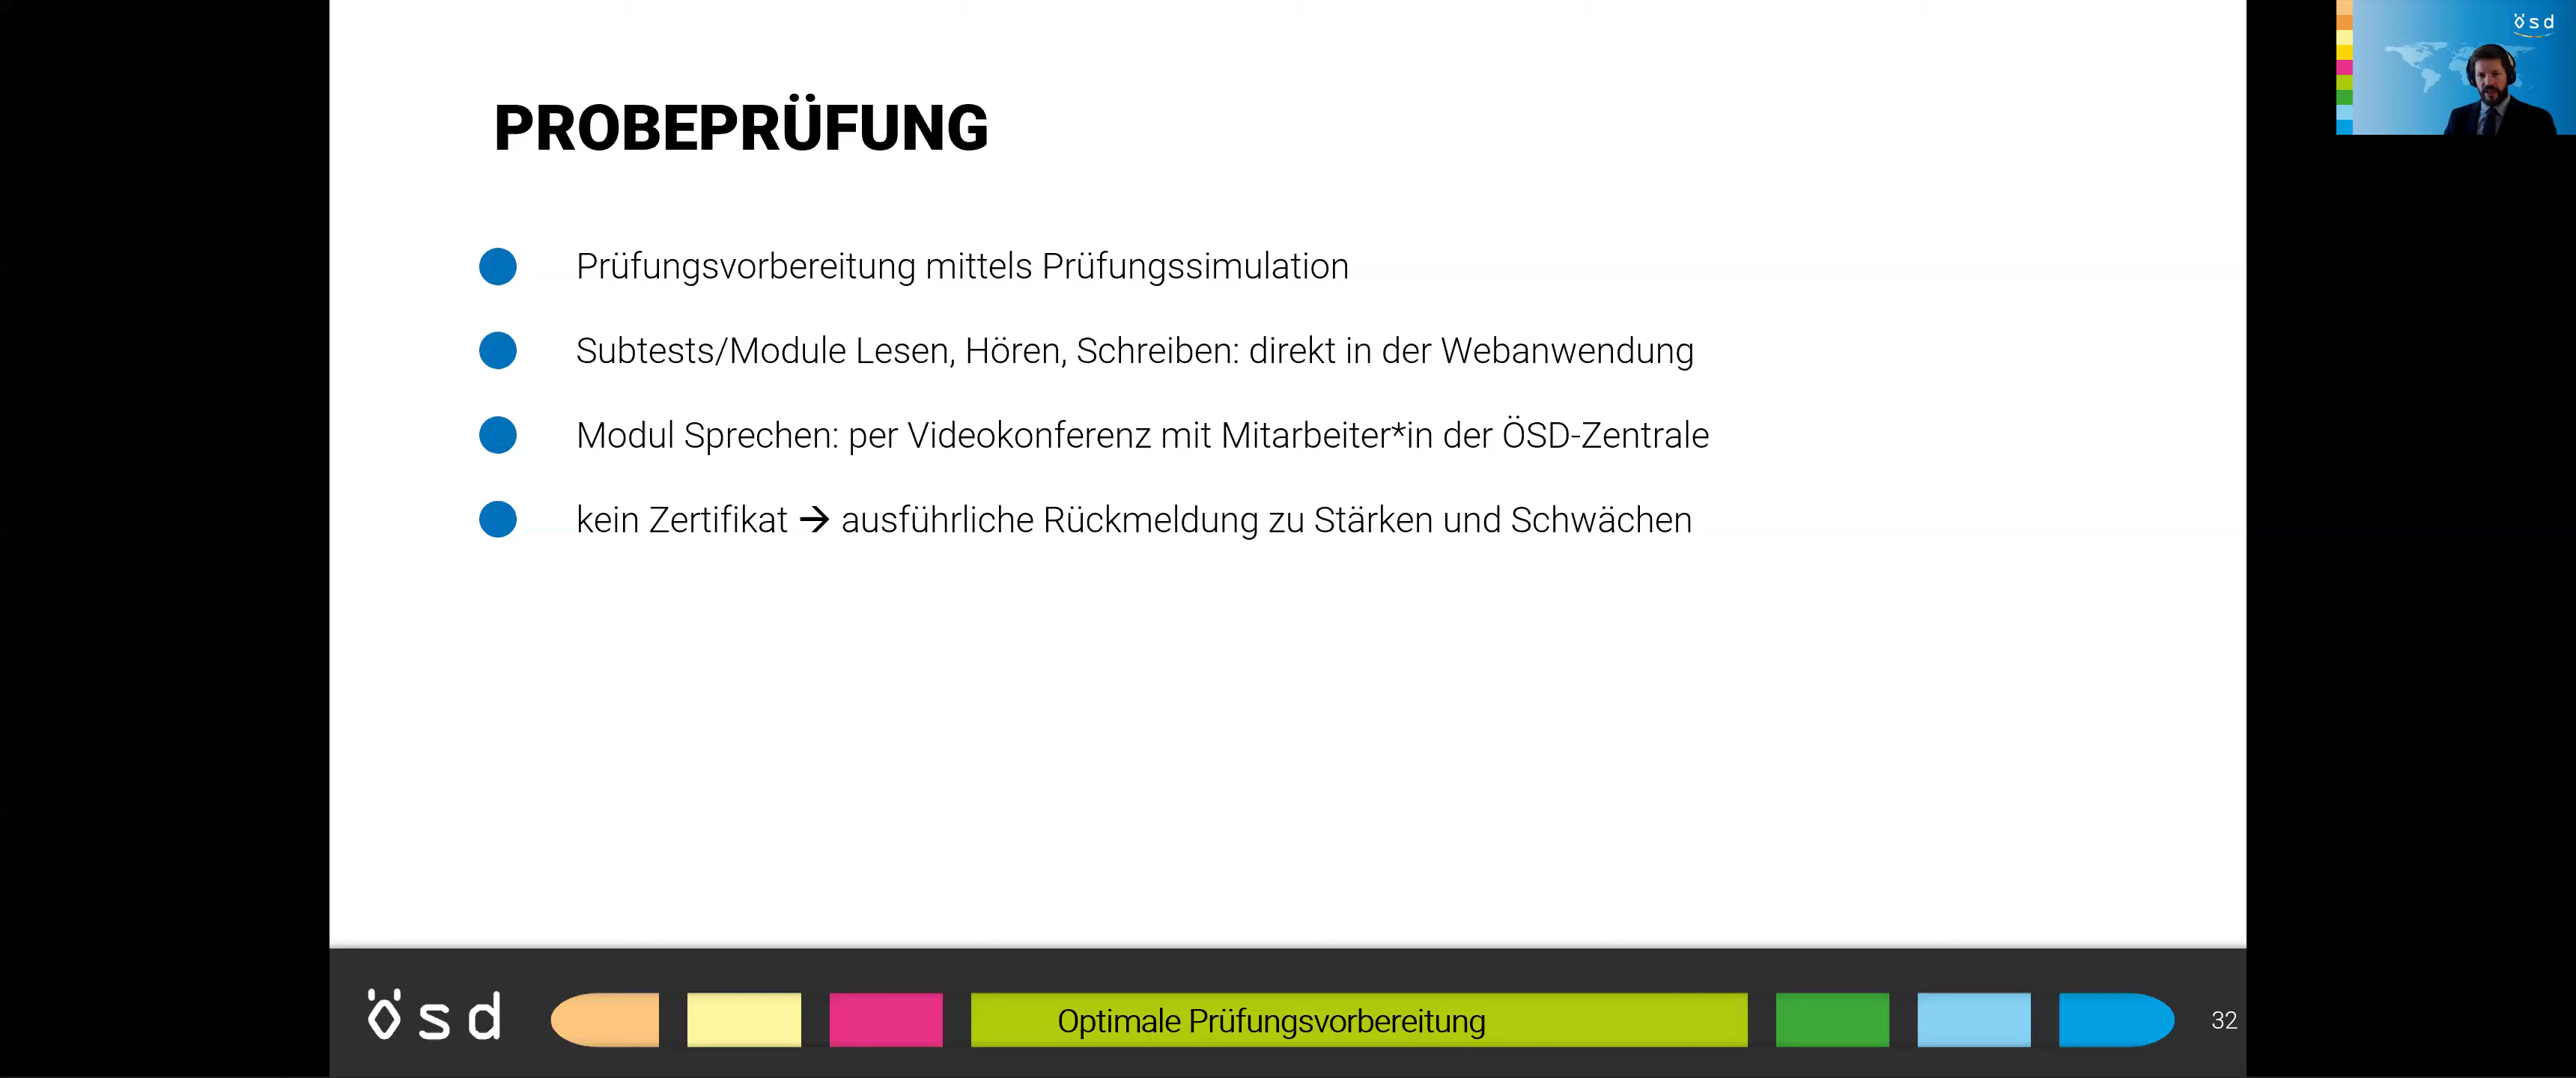 ösd
PROBEPRÜFUNG
Prüfungsvorbereitung mittels Prüfungssimulation
Subtests/Module Lesen, Hören, Schreiben: direkt in der Webanwendung
Modul Sprechen: per Videokonferenz mit Mitarbeiter*in der ÖSD-Zentrale
kein Zertifikat → ausführliche Rückmeldung zu Stärken und Schwächen
ösd
Optimale Prüfungsvorbereitung
32